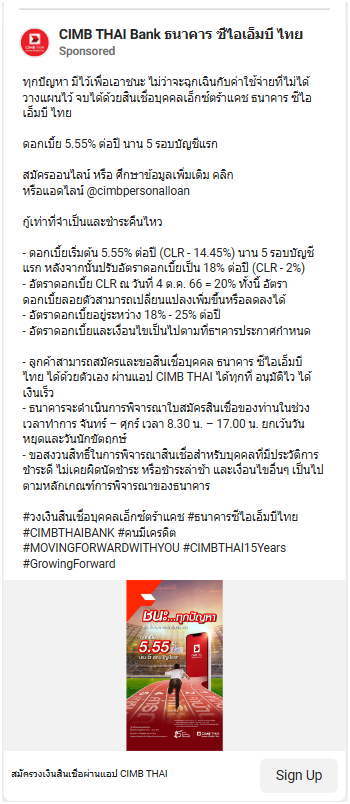 CIMB THAI Bank ธนาคาร ซีไอเอ็มบี ไทย
Sponsored
ทุกปัญหา มีไว้เพื่อเอาชนะ ไม่ว่าจะฉุกเฉินกับค่าใช้จ่ายที่ไม่ได้
วางแผนไว้ จบได้ด้วยสินเชื่อบุคคลเอ็กซ์ตร้าแคช ธนาคาร ซีไอ
เอ็มบี ไทย
ดอกเบี้ย 5.55% ต่อปี นาน 5 รอบบัญชีแรก
สมัครออนไลน์ หรือ ศึกษาข้อมูลเพิ่มเติม คลิก
หรือแอดไลน์ @cimbpersonalloan
กู้เท่าที่จำเป็นและชำระคืนไหว
- ดอกเบี้ยเริ่มต้น 5.55% ต่อปี (CLR - 14.45%) นาน 5 รอบบัญชี
แรก หลังจากนั้นปรับอัตราดอกเบี้ยเป็น 18% ต่อปี (CLR - 2%)
- อัตราดอกเบี้ย CLR ณ วันที่ 4 ต.ค. 66 = 20% ทั้งนี้ อัตรา
ดอกเบี้ยลอยตัวสามารถเปลี่ยนแปลงเพิ่มขึ้นหรือลดลงได้
- อัตราดอกเบี้ยอยู่ระหว่าง 18% - 25% ต่อปี
- อัตราดอกเบี้ยและเงื่อนไขเป็นไปตามที่ธนาคารประกาศกำหนด
- ลูกค้าสามารถสมัครและขอสินเชื่อบุคคล ธนาคาร ซีไอเอ็มบี
ไทย ได้ด้วยตัวเอง ผ่านแอป CIMB THAI ได้ทุกที่ อนุมัติไว ได้
เงินเร็ว
- ธนาคารจะดำเนินการพิจารณาใบสมัครสินเชื่อของท่านในช่วง
เวลาทำการ จันทร์ – ศุกร์ เวลา 8.30 น. – 17.00 น. ยกเว้นวัน
หยุดและวันนักขัตฤกษ์
- ขอสงวนสิทธิ์ในการพิจารณาสินเชื่อสำหรับบุคคลที่มีประวัติการ
ชำระดี ไม่เคยผิดนัดชำระ หรือชำระล่าช้า และเงื่อนไขอื่นๆ เป็นไป
ตามหลักเกณฑ์การพิจารณาของธนาคาร
#วงเงินสินเชื่อบุคคลเอ็กซ์ตร้าแคช #ธนาคารซีไอเอ็มบีไทย
#CIMBTHAIBANK #คนมีเครดิต
#MOVINGFORWARDWITHYOU #CIMBTHAI15Years
#GrowingForward
ชนะ...ทุกปัญหา
5.55
CIMB THAI
สมัครวงเงินสินเชื่อผ่านแอป CIMB THAI
Sign Up